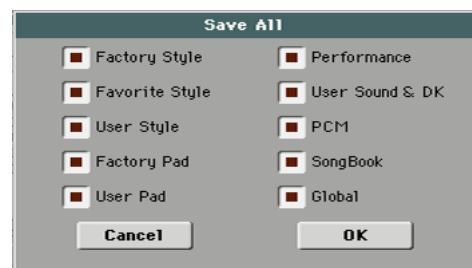 Save All
Factory Style
Performance
Favorite Style
User Sound & DK
User Style
PCM
Factory Pad
SongBook
User Pad
Global
Cancel
OK